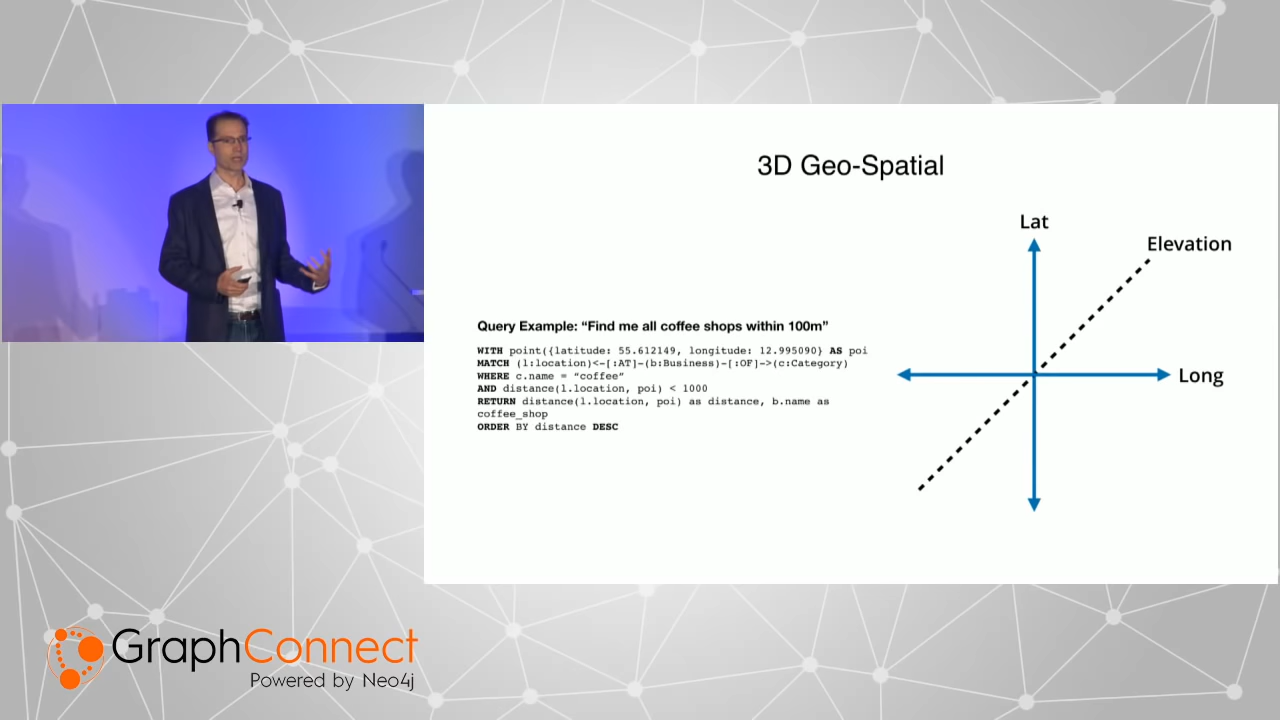 3D Geo-Spatial
Lat
Elevation
Long
Query Example: “Find me all coffee shops within 100m”
WITH point({latitude: 55.612149, longitude: 12.995090} AS poi
MATCH (l:location)<-[:AT]-(b:Business)-[:OF]->(c:Category)
WHERE c.name = “coffee”
AND distance(l.location, poi) < 1000
RETURN distance(l.location, poi) as distance, b.name as
coffee_shop
ORDER BY distance DESC
GraphConnect
Powered by Neo4j